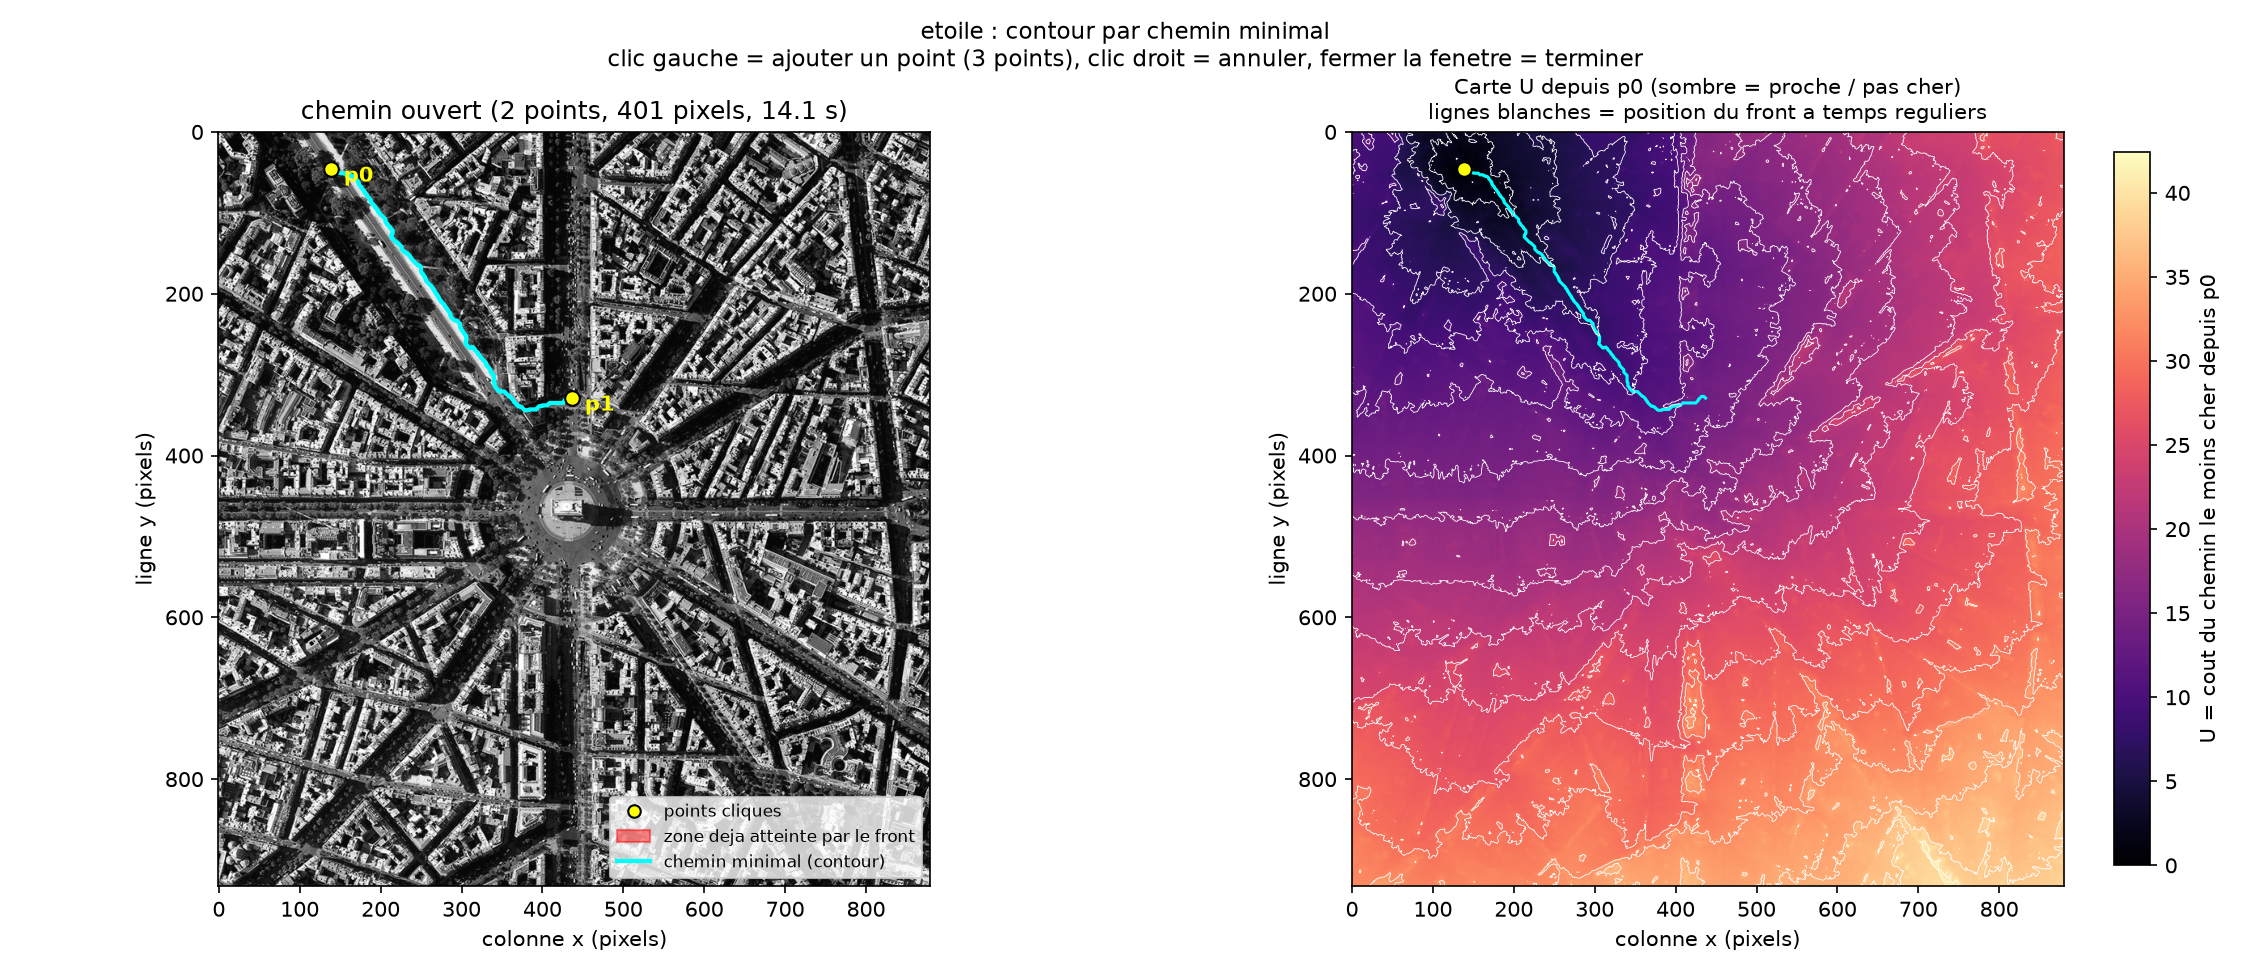 etoile : contour par chemin minimal
clic gauche = ajouter un point (3 points), clic droit = annuler, fermer la fenetre = terminer
chemin ouvert (2 points, 401 pixels, 14.1 s)
0
200
400
600
800
ligne y (pixels)
p0
p1
points cliques
zone deja atteinte par le front
chemin minimal (contour)
0 100 200 300 400 500 600 700 800
colonne x (pixels)
Carte U depuis p0 (sombre = proche / pas cher)
lignes blanches = position du front a temps reguliers
0
200
400
600
800
ligne y (pixels)
0 100 200 300 400 500 600 700 800
colonne x (pixels)
40
35
30
25
20
15
10
5
0
U = cout du chemin le moins cher depuis p0